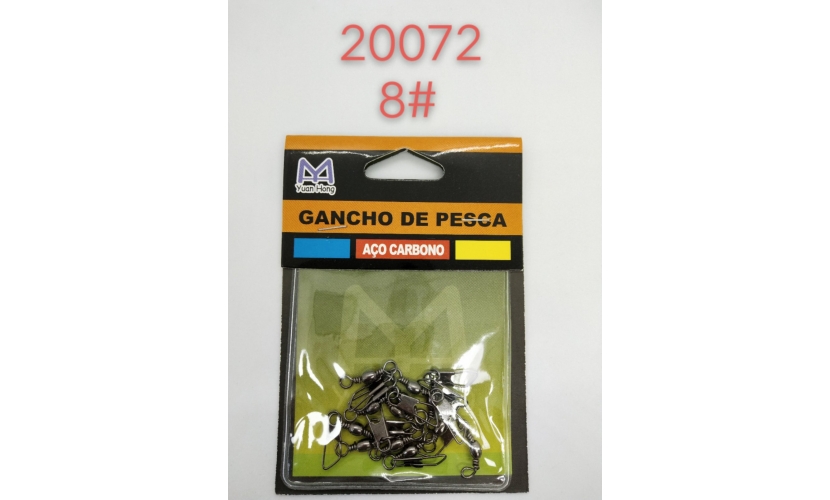 20072
8#
Yuan Hong
GANCHO DE PESCA
AÇO CARBONO